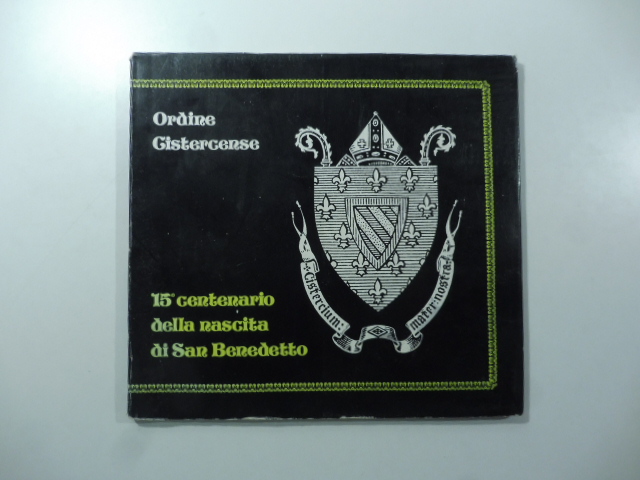 Ordine
Cistercense
Cistercium:
mater:nostra
15° centenario
della nascita
di San Benedetto